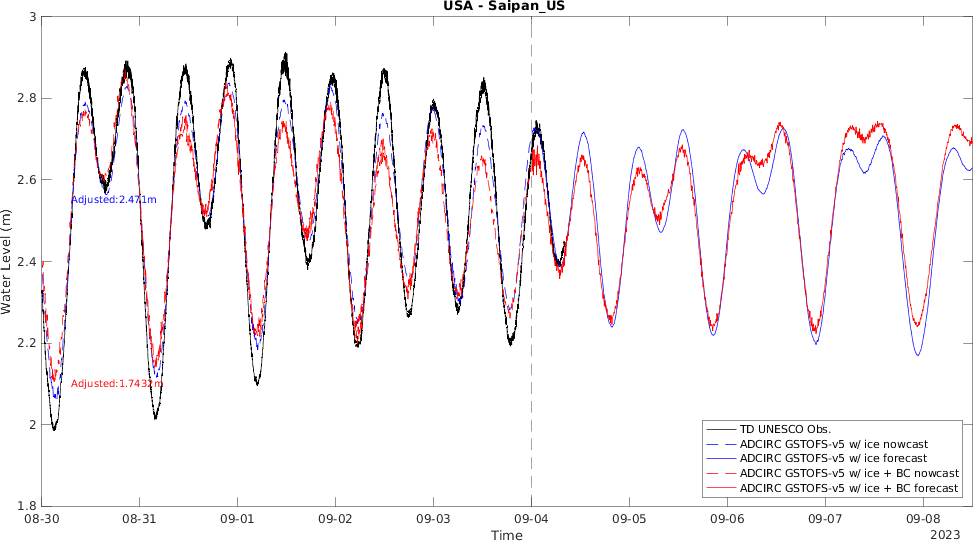 USA - Saipan_US
3
2.8
2.6
2.4
2.2
2
1.8
Water Level (m)
Adjusted:2.471m
Adjusted:1.7432m
TD UNESCO Obs.
ADCIRC GSTOFS-v5 w/ ice nowcast
ADCIRC GSTOFS-v5 w/ ice forecast
ADCIRC GSTOFS-v5 w/ ice + BC nowcast
ADCIRC GSTOFS-v5 w/ ice + BC forecast
08-30 08-31 09-01 09-02 09-03 09-04 09-05 09-06 09-07 09-08
Time
2023